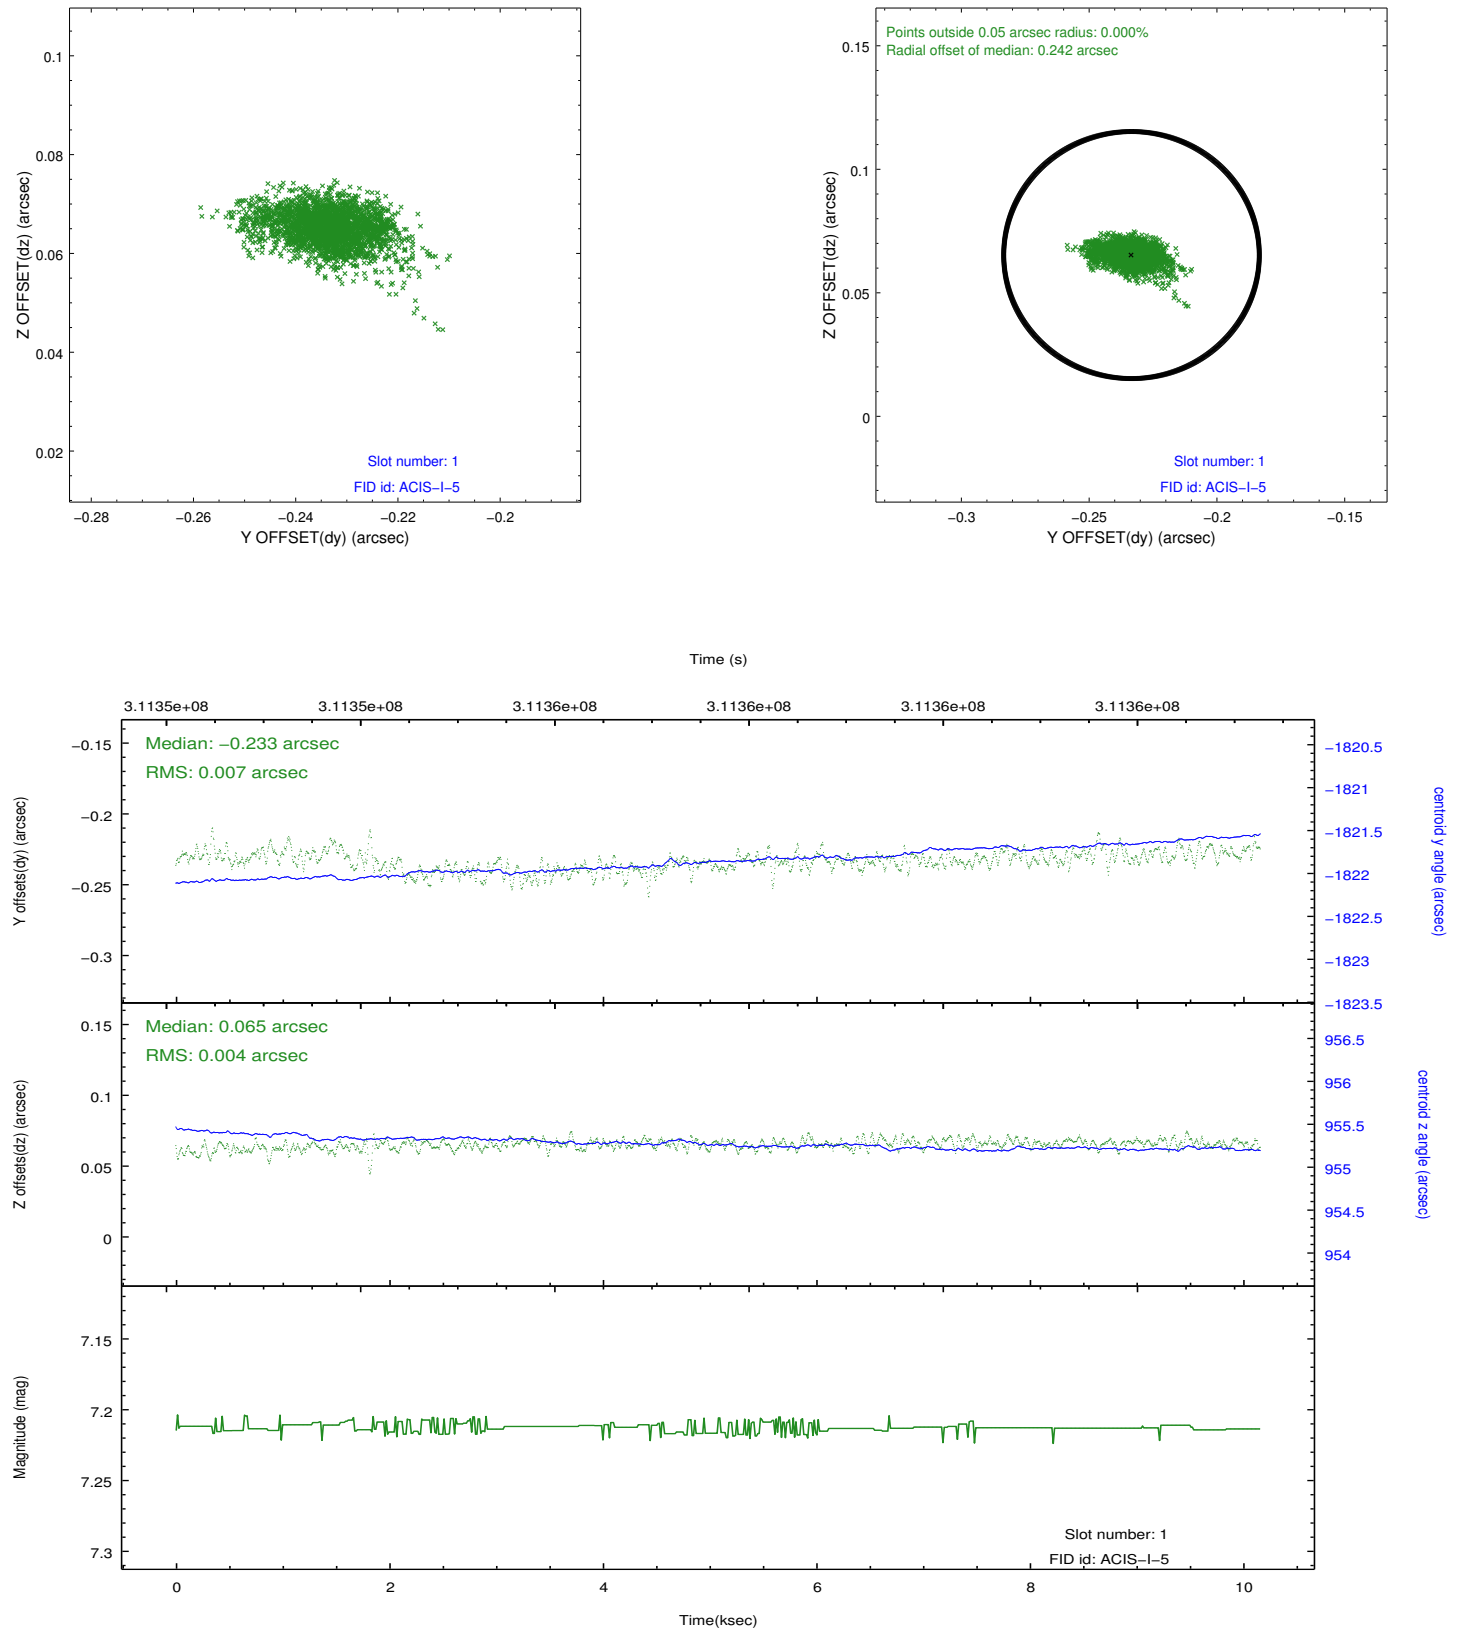 0.1
0.08
0.06
0.04
0.02
Z OFFSET(dz) (arcsec)
Slot number: 1
FID id: ACIS−I−5
−0.28 −0.26 −0.24 −0.22 −0.2
Y OFFSET(dy) (arcsec)
Points outside 0.05 arcsec radius: 0.000%
Radial offset of median: 0.242 arcsec
0.15
0.1
0.05
0
Z OFFSET(dz) (arcsec)
Slot number: 1
FID id: ACIS−I−5
−0.3 −0.25 −0.2 −0.15
Y OFFSET(dy) (arcsec)
Time (s)
3.1135e+08 3.1135e+08 3.1136e+08 3.1136e+08 3.1136e+08 3.1136e+08
Median: −0.233 arcsec
RMS: 0.007 arcsec
−0.15
−0.2
−0.25
−0.3
Y offsets(dy) (arcsec)
−1820.5
−1821
−1821.5
−1822
−1822.5
−1823
−1823.5
centroid y angle (arcsec)
Median: 0.065 arcsec
RMS: 0.004 arcsec
0.15
0.1
0.05
0
Z offsets(dz) (arcsec)
956.5
956
955.5
955
954.5
954
centroid z angle (arcsec)
7.15
7.2
7.25
7.3
Magnitude (mag)
Slot number: 1
FID id: ACIS−I−5
0 2 4 6 8 10
Time(ksec)